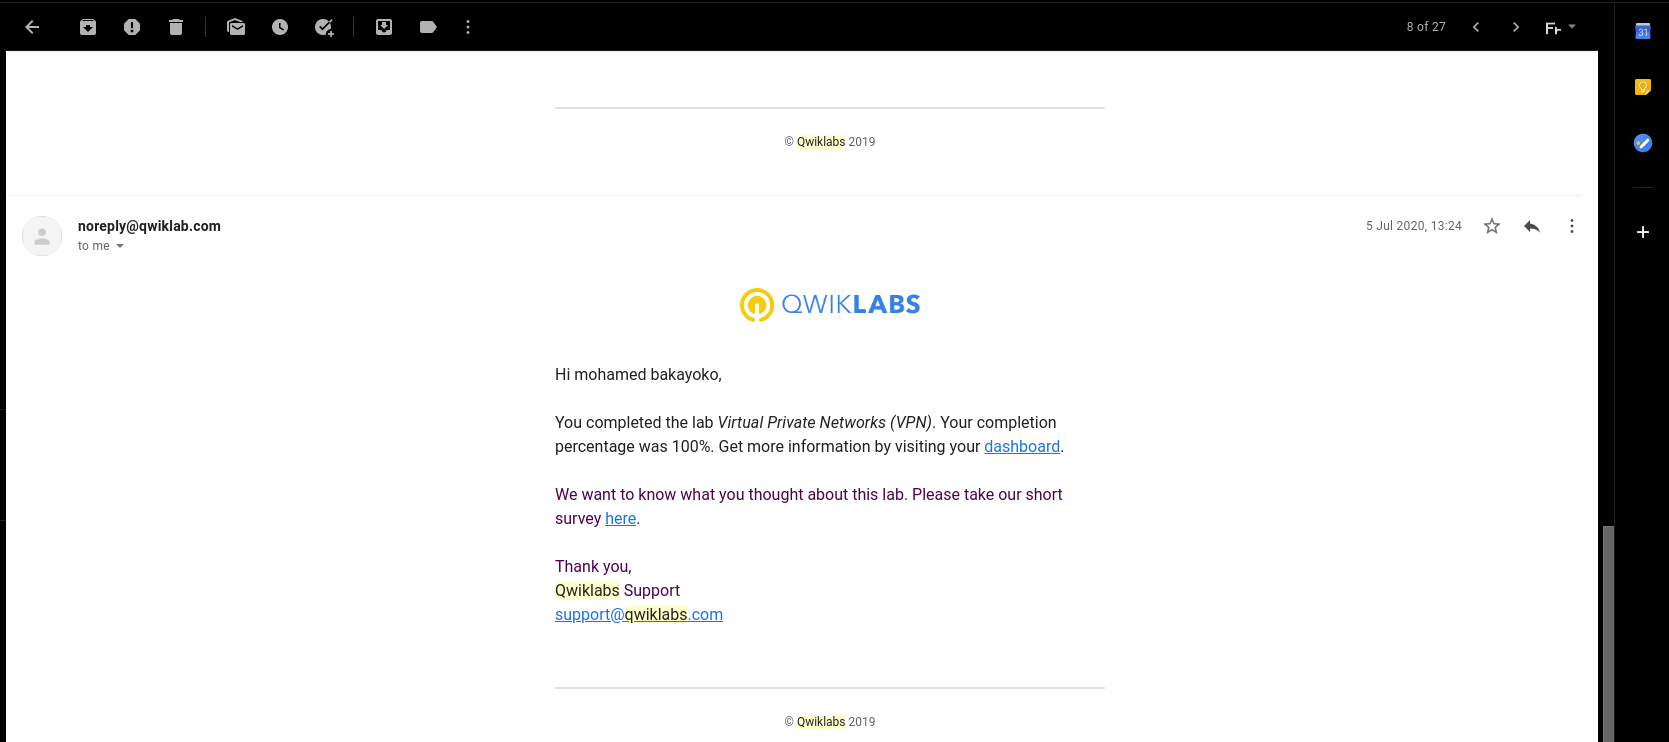 8 of 27
31
© Qwiklabs 2019
noreply@qwiklab.com
5 Jul 2020, 13:24
to me
QWIKLABS
Hi mohamed bakayoko,
You completed the lab Virtual Private Networks (VPN). Your completion
percentage was 100%. Get more information by visiting your dashboard.
We want to know what you thought about this lab. Please take our short
survey here.
Thank you,
Qwiklabs Support
support@qwiklabs.com
© Qwiklabs 2019